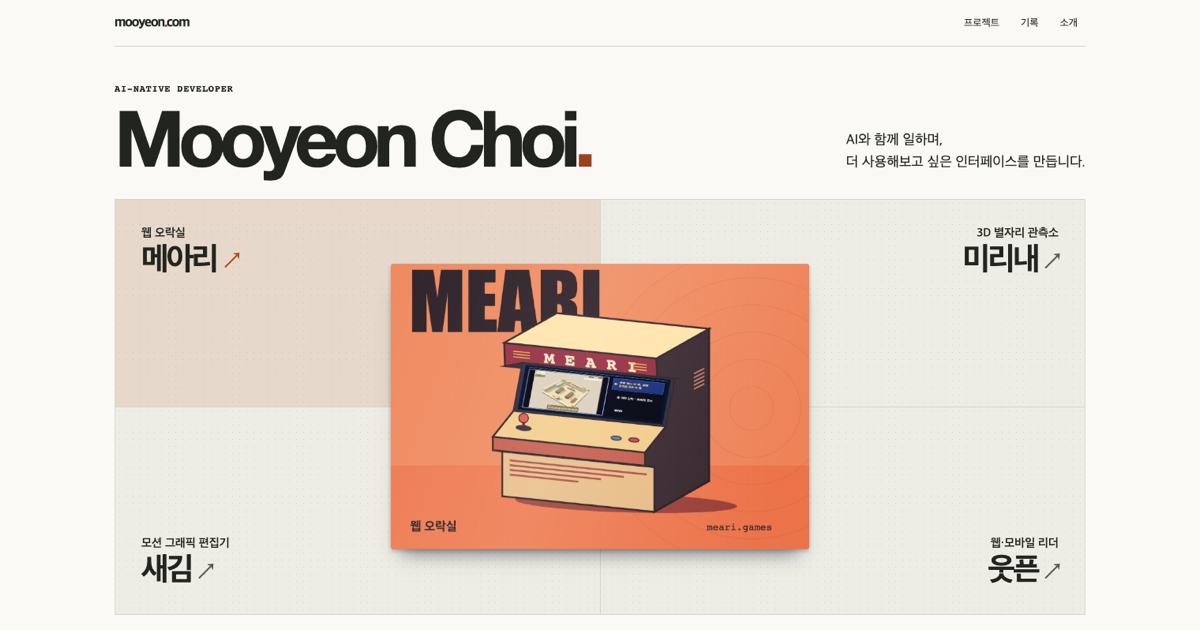 mooyeon.com
프로젝트 기록 소개
AI-NATIVE DEVELOPER
Mooyeon Choi.
AI와 함께 일하며,
더 사용해보고 싶은 인터페이스를 만듭니다.
웹 오락실
메아리 ↗
3D 별자리 관측소
미리내 ↗
MEARI
MEARI
웹 오락실
meari.games
모션 그래픽 편집기
새김 ↗
웹·모바일 리더
웃픈 ↗